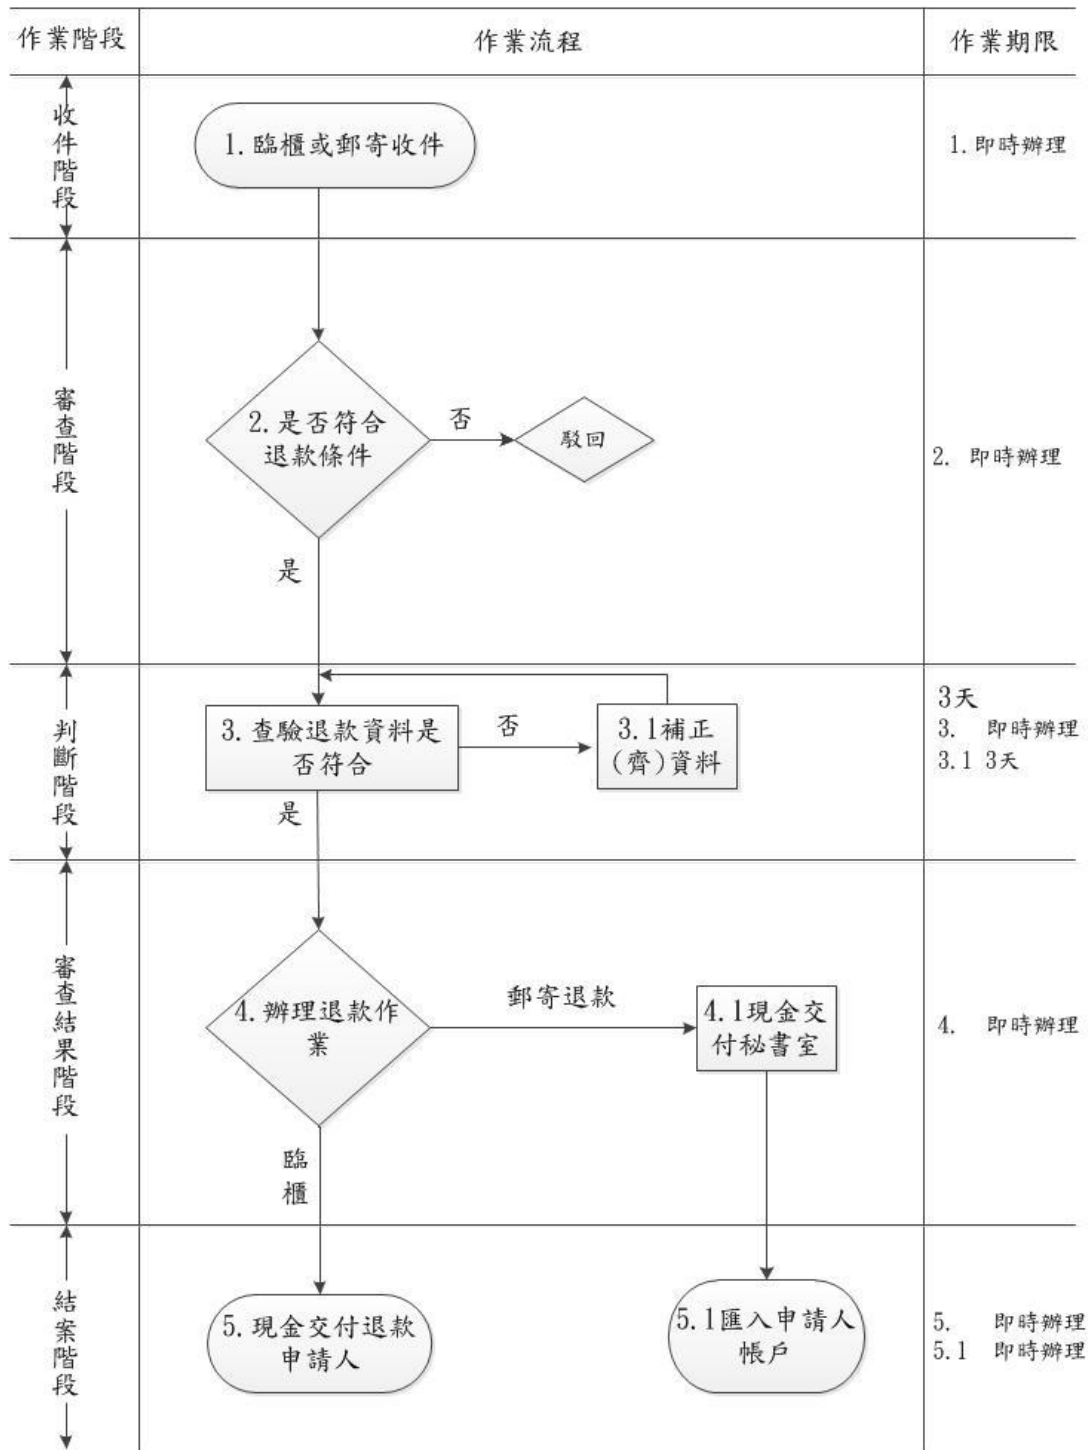 作業階段
作業流程
作業期限
收件階段
1.臨櫃或郵寄收件
1.即時辦理
審查階段
2.是否符合
退款條件
否
駁回
2. 即時辦理
是
判斷階段
3.查驗退款資料是
否符合
否
3.1補正
(齊)資料
3天
3. 即時辦理
3.1 3天
是
審查結果階段
4.辦理退款作
業
郵寄退款
4.1現金交
付秘書室
4. 即時辦理
臨
櫃
結案階段
5.現金交付退款
申請人
5.1匯入申請人
帳戶
5. 即時辦理
5.1 即時辦理